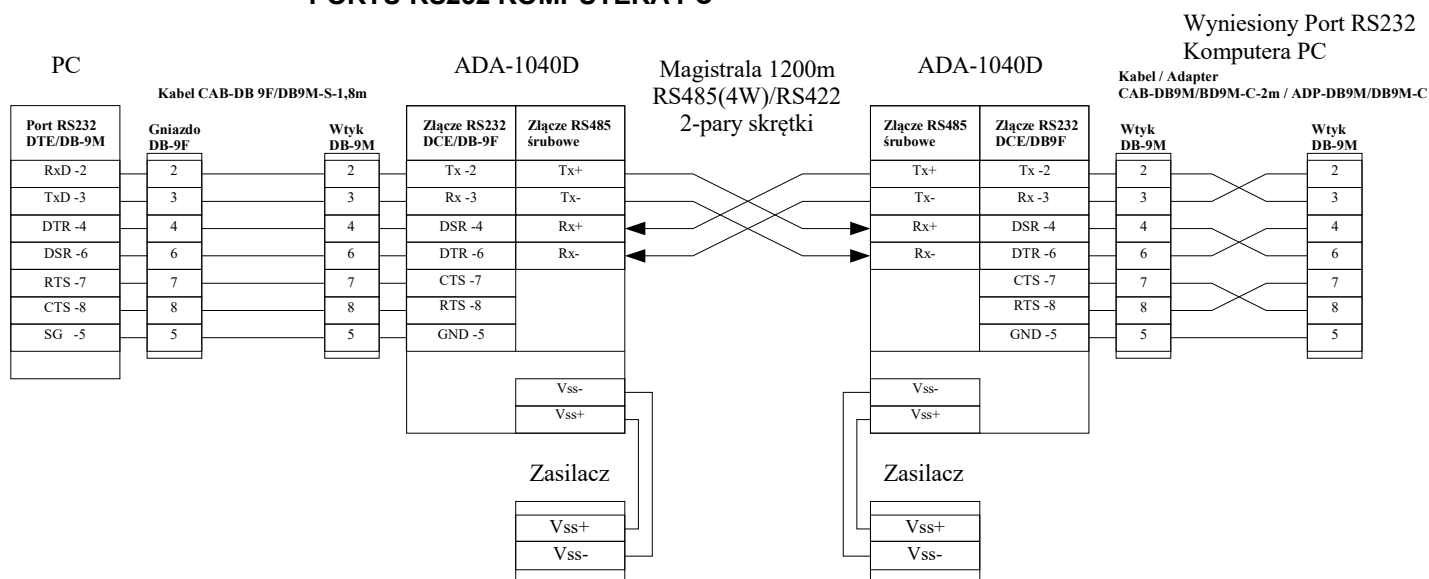 PORTU RS232 KOMPUTERA PC
Wyniesiony Port RS232
Komputera PC
PC
ADA-1040D
Magistrala 1200m
RS485(4W)/RS422
2-pary skrętki
ADA-1040D
Kabel / Adapter
CAB-DB9M/BD9M-C-2m / ADP-DB9M/DB9M-C
Kabel CAB-DB 9F/DB9M-S-1,8m
Port RS232
DTE/DB-9M
Gniazdo
DB-9F
Wtyk
DB-9M
Złącze RS232
DCE/DB-9F
Złącze RS485
śrubowe
Złącze RS485
śrubowe
Złącze RS232
DCE/DB9F
Wtyk
DB-9M
Wtyk
DB-9M
RxD -2 2 2 Tx -2 Tx+ Tx+ Tx -2 2 2
TxD -3 3 3 Rx -3 Tx- Tx- Rx -3 3 3
DTR -4 4 4 DSR -4 Rx+ Rx+ DSR -4 4 4
DSR -6 6 6 DTR -6 Rx- Rx- DTR -6 6 6
RTS -7 7 7 CTS -7 CTS -7 7 7
CTS -8 8 8 RTS -8 RTS -8 8 8
SG -5 5 5 GND -5 GND -5 5 5
Vss- Vss-
Vss+ Vss+
Zasilacz Zasilacz
Vss+ Vss+
Vss- Vss-